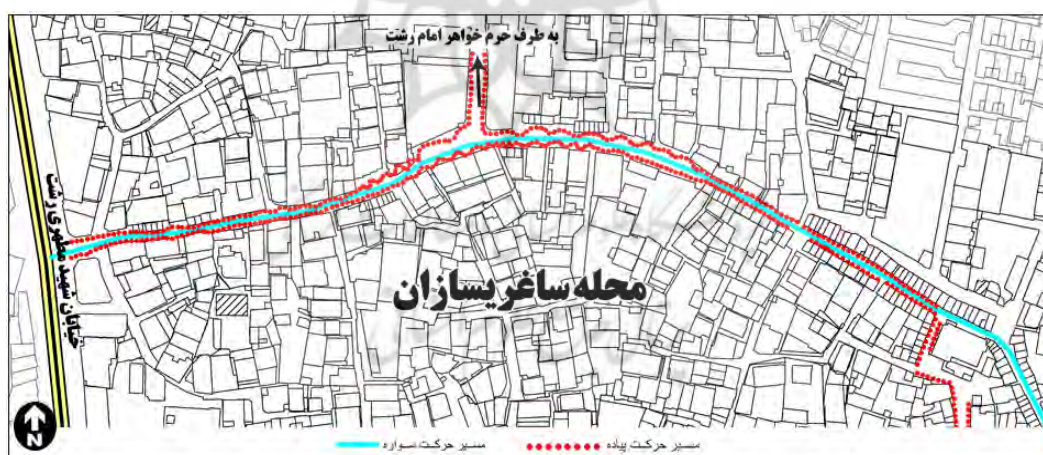 به طرف حرم خواهر امام رشت
خیابان شهید مطهری رشت
محله ساغریسازان
N
مسیر حرکت پیاده
مسیر حرکت سواره